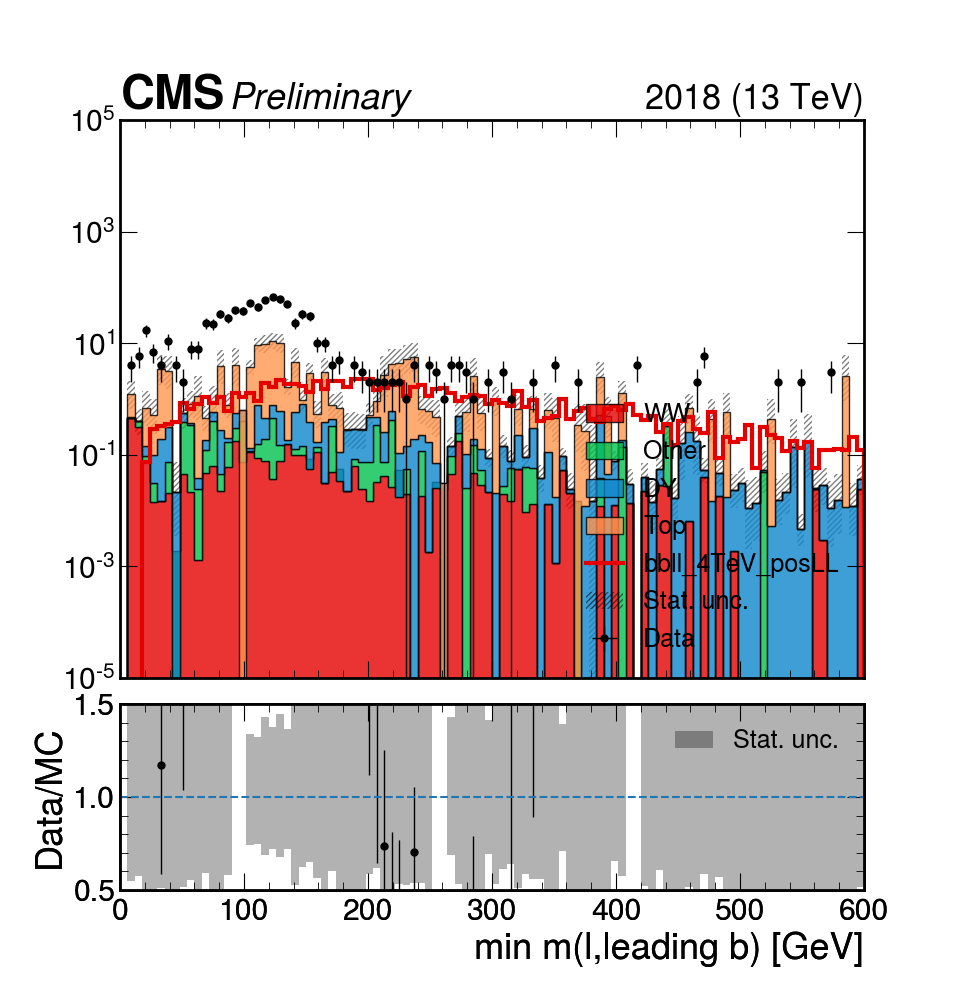 CMS Preliminary 2018 (13 TeV)
10^5
10^3
10^1
10^-1
10^-3
10^-5
WW
Other
DY
Top
bbll_4TeV_posLL
Stat. unc.
Data
1.5
1.0
0.5
Data/MC
Stat. unc.
0 100 200 300 400 500 600
min m(l,leading b) [GeV]